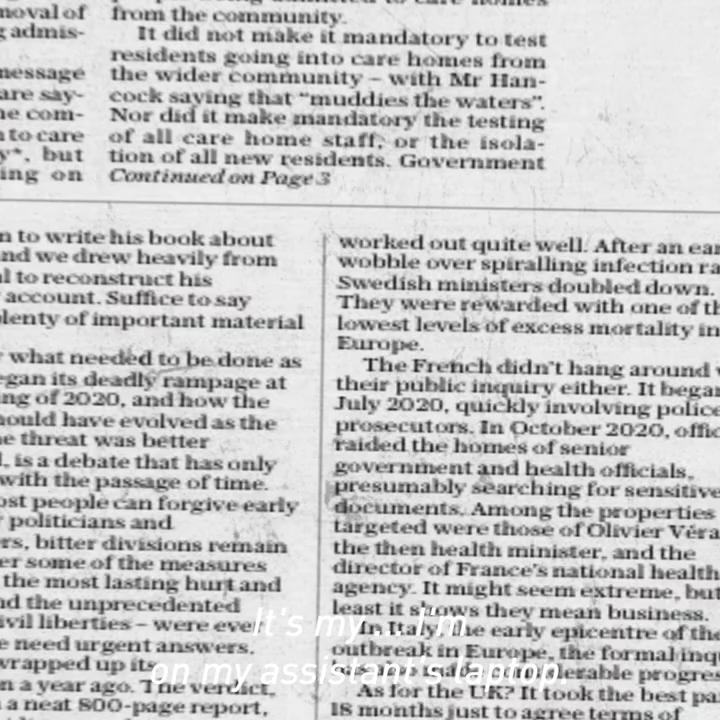 moval of
g admis-
message
are say-
e com-
to care
y", but
ing on
from the community.
It did not make it mandatory to test
residents going into care homes from
the wider community – with Mr Han-
cock saying that "muddies the waters".
Nor did it make mandatory the testing
of all care home staff, or the isola-
tion of all new residents. Government
Continued on Page 3
n to write his book about
nd we drew heavily from
l to reconstruct his
account. Suffice to say
plenty of important material
what needed to be done as
egan its deadly rampage at
ing of 2020, and how the
hould have evolved as the
e threat was better
l, is a debate that has only
with the passage of time.
ost people can forgive early
politicians and
rs, bitter divisions remain
er some of the measures
the most lasting hurt and
nd the unprecedented
ivil liberties – were eve
e need urgent answers.
wrapped up its
n a year ago. The verdict,
a neat 800-page report,
worked out quite well. After an ear
wobble over spiralling infection ra
Swedish ministers doubled down.
They were rewarded with one of th
lowest levels of excess mortality in
Europe.
The French didn't hang around w
their public inquiry either. It began
July 2020, quickly involving police
prosecutors. In October 2020, offic
raided the homes of senior
government and health officials,
presumably searching for sensitive
documents. Among the properties
targeted were those of Olivier Véra
the then health minister, and the
director of France's national health
agency. It might seem extreme, but
least it shows they mean business.
In Italy, the early epicentre of the
outbreak in Europe, the formal inqu
erable progres
As for the UK? It took the best pa
18 months just to agree terms of
It's my ... I'm
on my assistant's laptop.